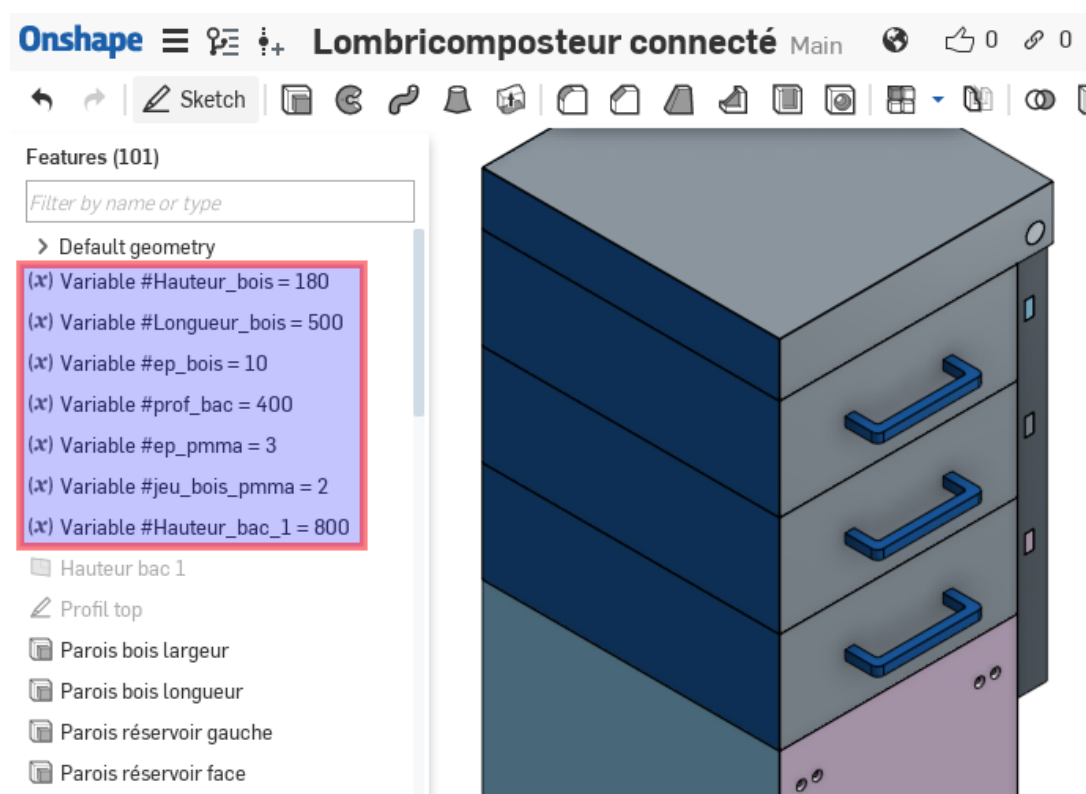 Onshape Lombricomposteur connecté Main 0 0
Sketch
Features (101)
Filter by name or type
Default geometry
(x) Variable #Hauteur_bois = 180
(x) Variable #Longueur_bois = 500
(x) Variable #ep_bois = 10
(x) Variable #prof_bac = 400
(x) Variable #ep_pmma = 3
(x) Variable #jeu_bois_pmma = 2
(x) Variable #Hauteur_bac_1 = 800
Hauteur bac 1
Profil top
Parois bois largeur
Parois bois longueur
Parois réservoir gauche
Parois réservoir face